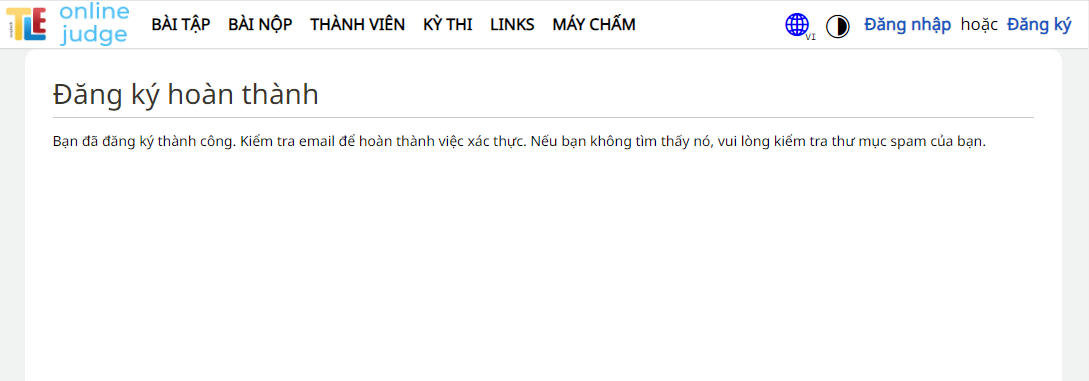 TLE online judge BÀI TẬP BÀI NỘP THÀNH VIÊN KỲ THI LINKS MÁY CHẤM VI Đăng nhập hoặc Đăng ký
Đăng ký hoàn thành
Bạn đã đăng ký thành công. Kiểm tra email để hoàn thành việc xác thực. Nếu bạn không tìm thấy nó, vui lòng kiểm tra thư mục spam của bạn.